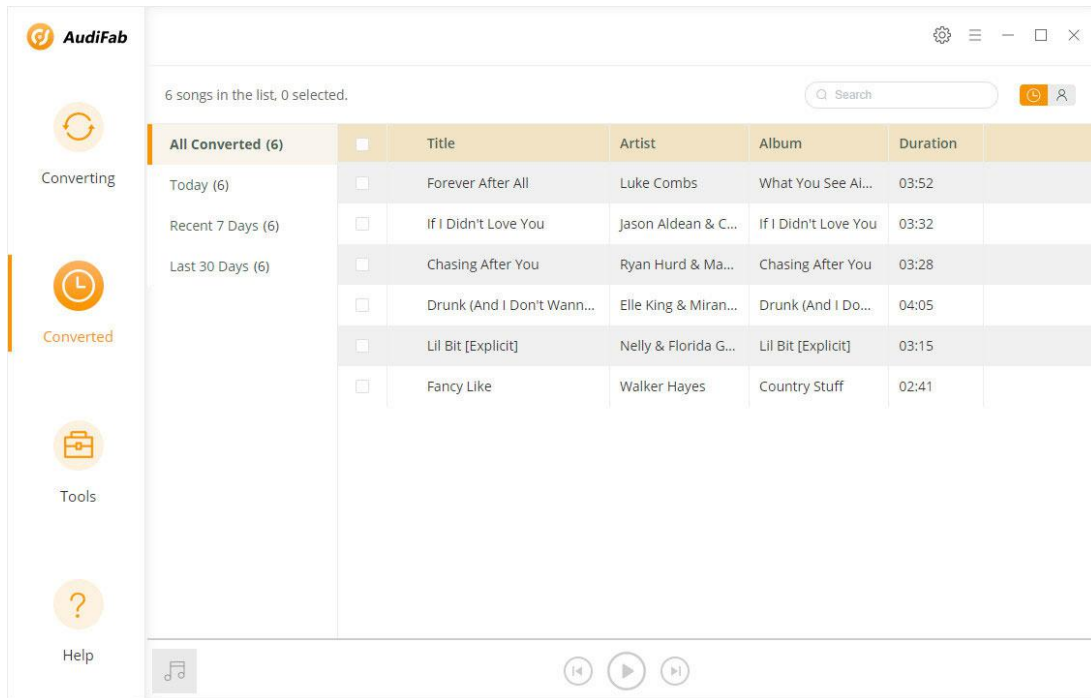 AudiFab
6 songs in the list, 0 selected.
Search
Converting
Converted
Tools
Help
All Converted (6)
Today (6)
Recent 7 Days (6)
Last 30 Days (6)
Title Artist Album Duration
Forever After All Luke Combs What You See Ai... 03:52
If I Didn't Love You Jason Aldean & C... If I Didn't Love You 03:32
Chasing After You Ryan Hurd & Ma... Chasing After You 03:28
Drunk (And I Don't Wann... Elle King & Miran... Drunk (And I Do... 04:05
Lil Bit [Explicit] Nelly & Florida G... Lil Bit [Explicit] 03:15
Fancy Like Walker Hayes Country Stuff 02:41